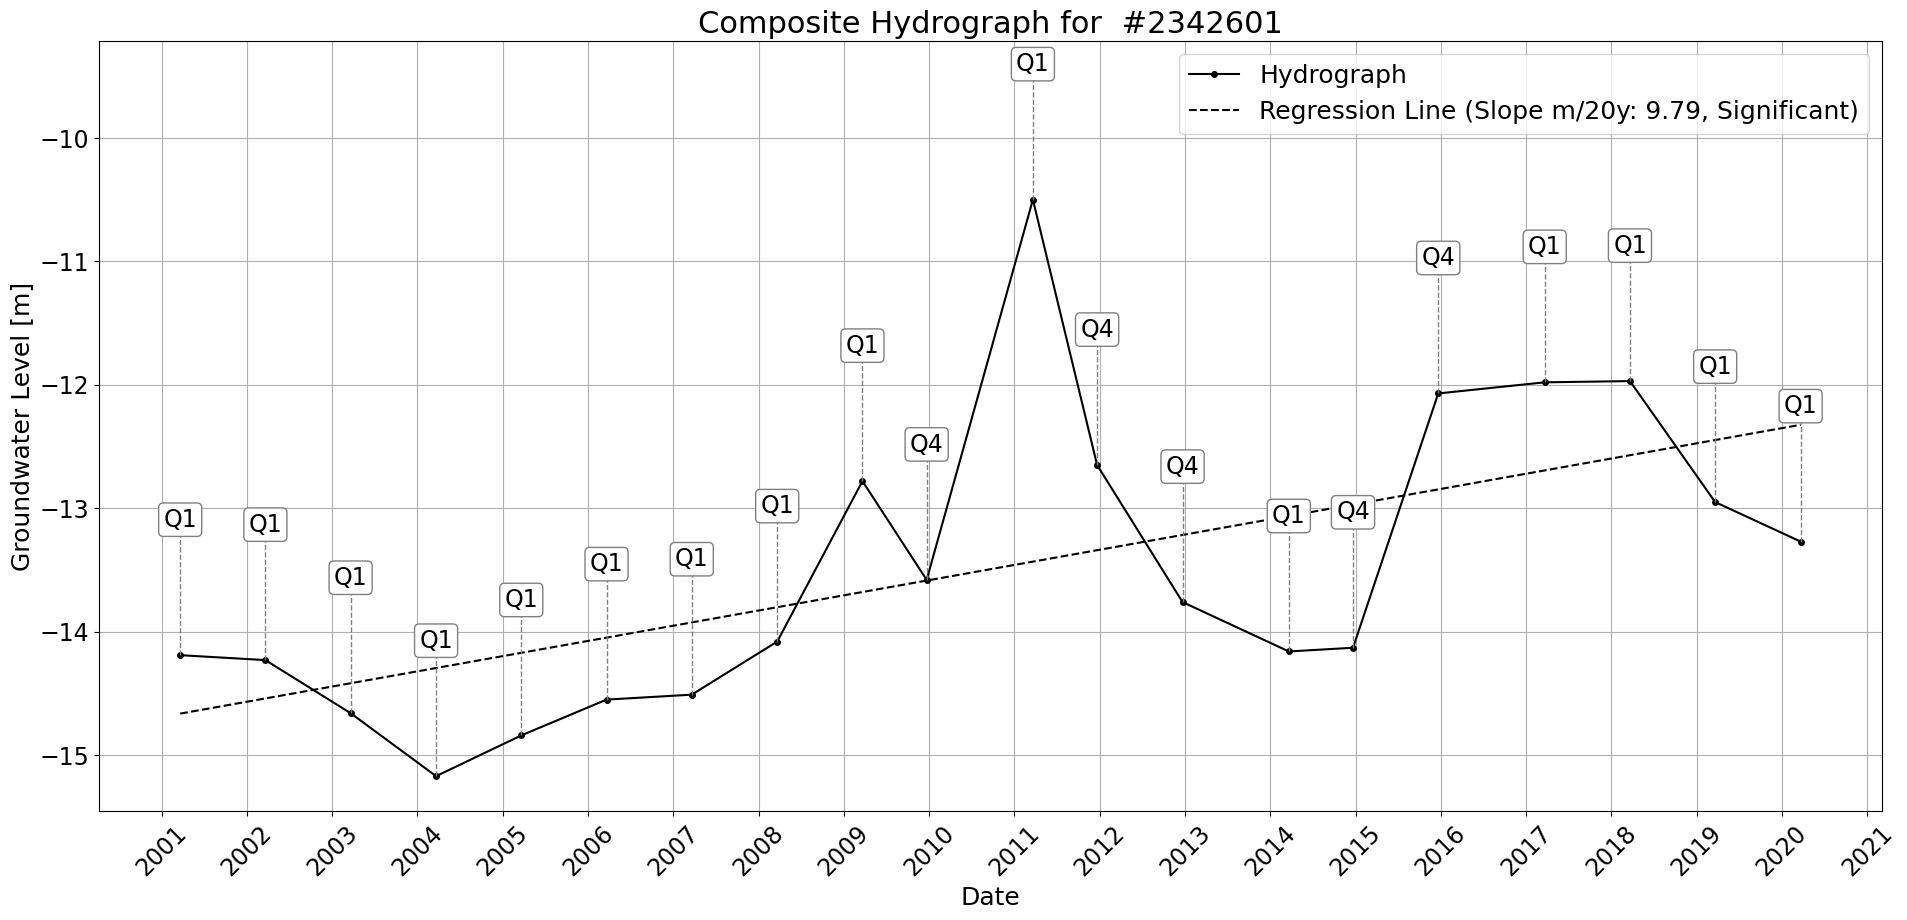 Composite Hydrograph for  #2342601
Hydrograph
Regression Line (Slope m/20y: 9.79, Significant)
Groundwater Level [m]
−10
−11
−12
−13
−14
−15
Q1
Q1
Q1
Q1
Q1
Q1
Q1
Q1
Q1
Q4
Q1
Q4
Q4
Q1
Q4
Q4
Q1
Q1
Q1
Q1
2001
2002
2003
2004
2005
2006
2007
2008
2009
2010
2011
2012
2013
2014
2015
2016
2017
2018
2019
2020
2021
Date